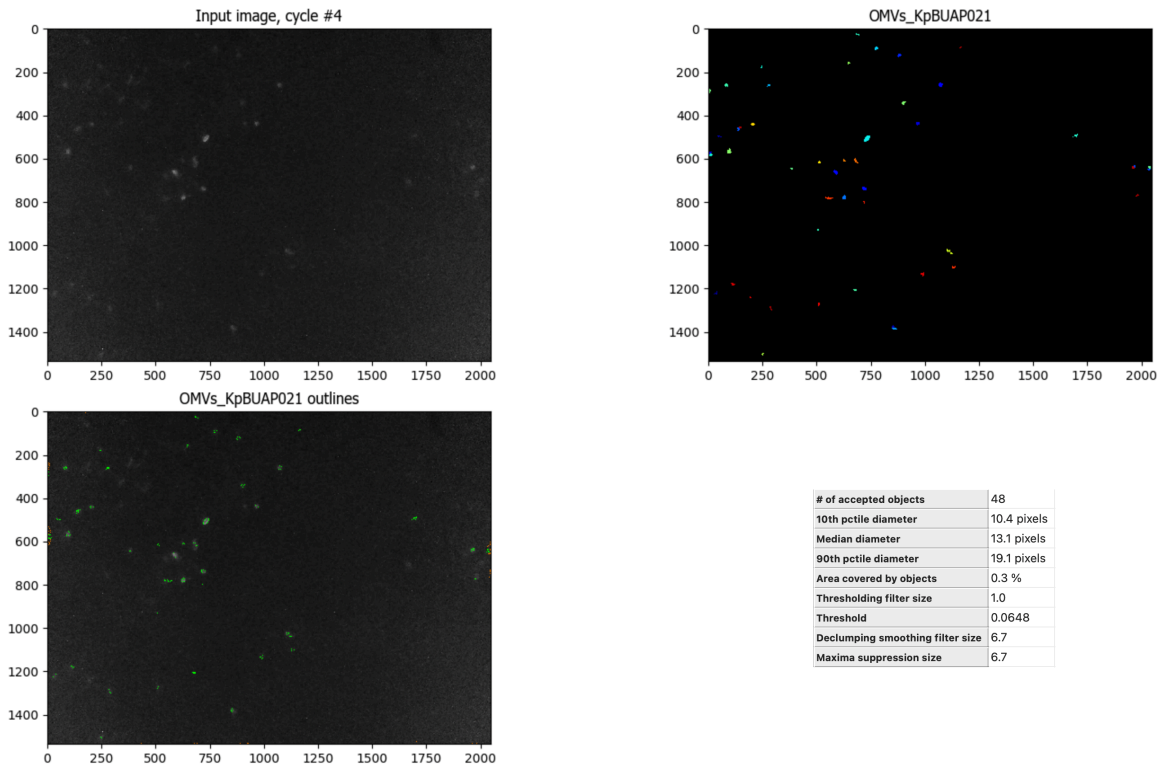 Input image, cycle #4
0
200
400
600
800
1000
1200
1400
0 250 500 750 1000 1250 1500 1750 2000
OMVs_KpBUAP021
0
200
400
600
800
1000
1200
1400
0 250 500 750 1000 1250 1500 1750 2000
OMVs_KpBUAP021 outlines
0
200
400
600
800
1000
1200
1400
0 250 500 750 1000 1250 1500 1750 2000
# of accepted objects 48
10th pctile diameter 10.4 pixels
Median diameter 13.1 pixels
90th pctile diameter 19.1 pixels
Area covered by objects 0.3 %
Thresholding filter size 1.0
Threshold 0.0648
Declumping smoothing filter size 6.7
Maxima suppression size 6.7